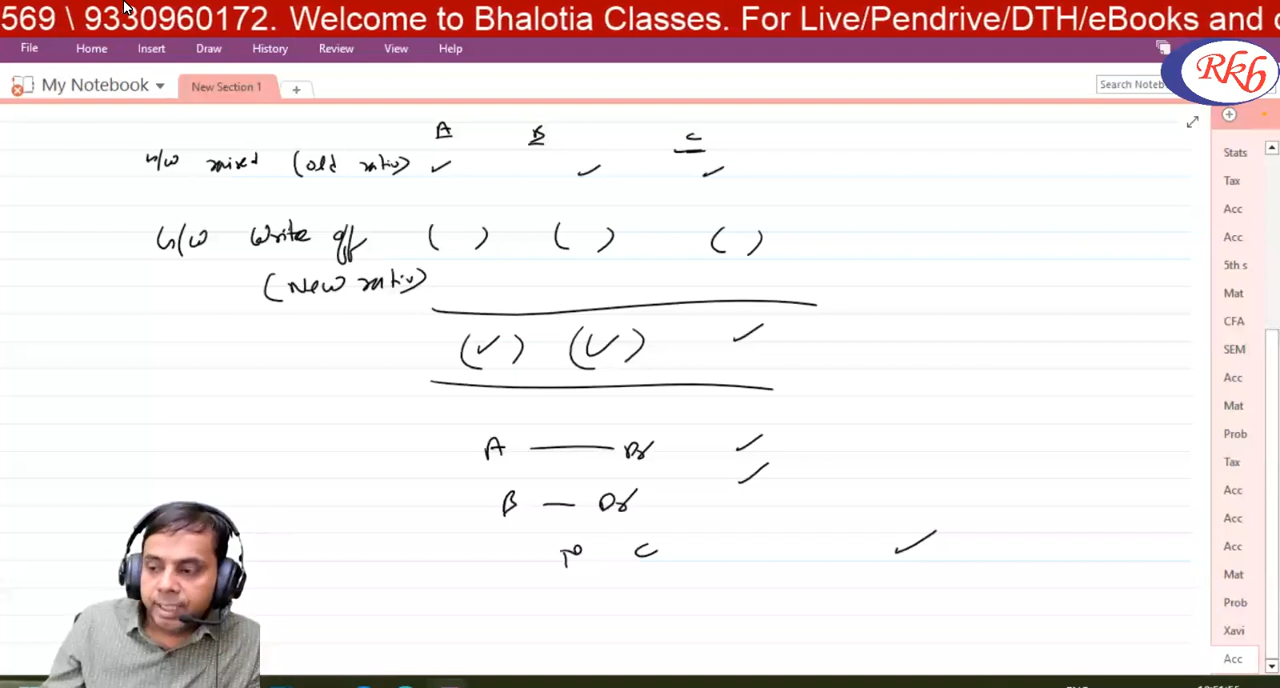 569 \ 9330960172. Welcome to Bhalotia Classes. For Live/Pendrive/DTH/eBooks and
File Home Insert Draw History Review View Help
Rkb
My Notebook New Section 1 + Search Noteb
A B C
G/W raised (old ratio) ✓ ✓ ✓
G/W write off ( ) ( ) ( )
(New ratio)
(✓) (✓) ✓
A — Dr ✓
✓
B — Dr
To C ✓
Stats
Tax
Acc
Acc
5th s
Mat
CFA
SEM
Acc
Mat
Prob
Tax
Acc
Acc
Acc
Mat
Prob
Xavi
Acc